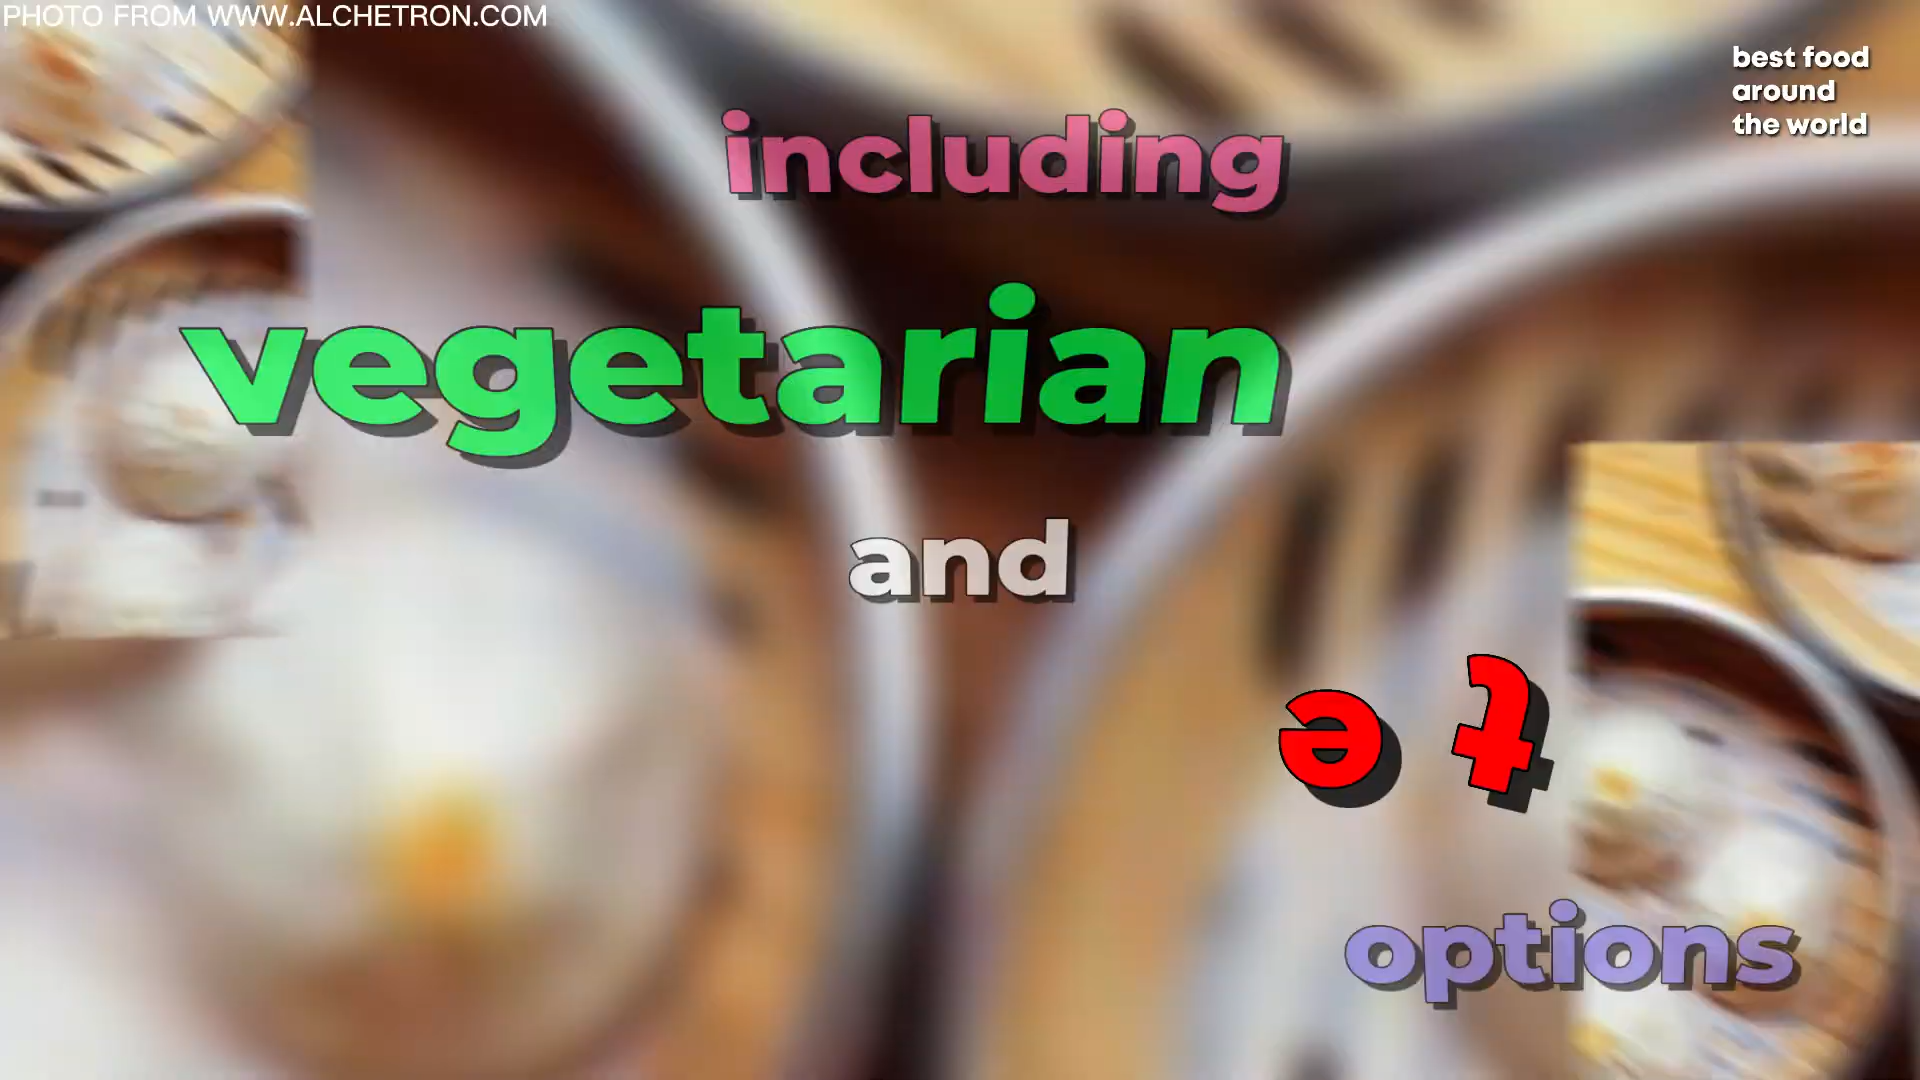 PHOTO FROM WWW.ALCHETRON.COM
best food
around
the world
including
vegetarian
and
options